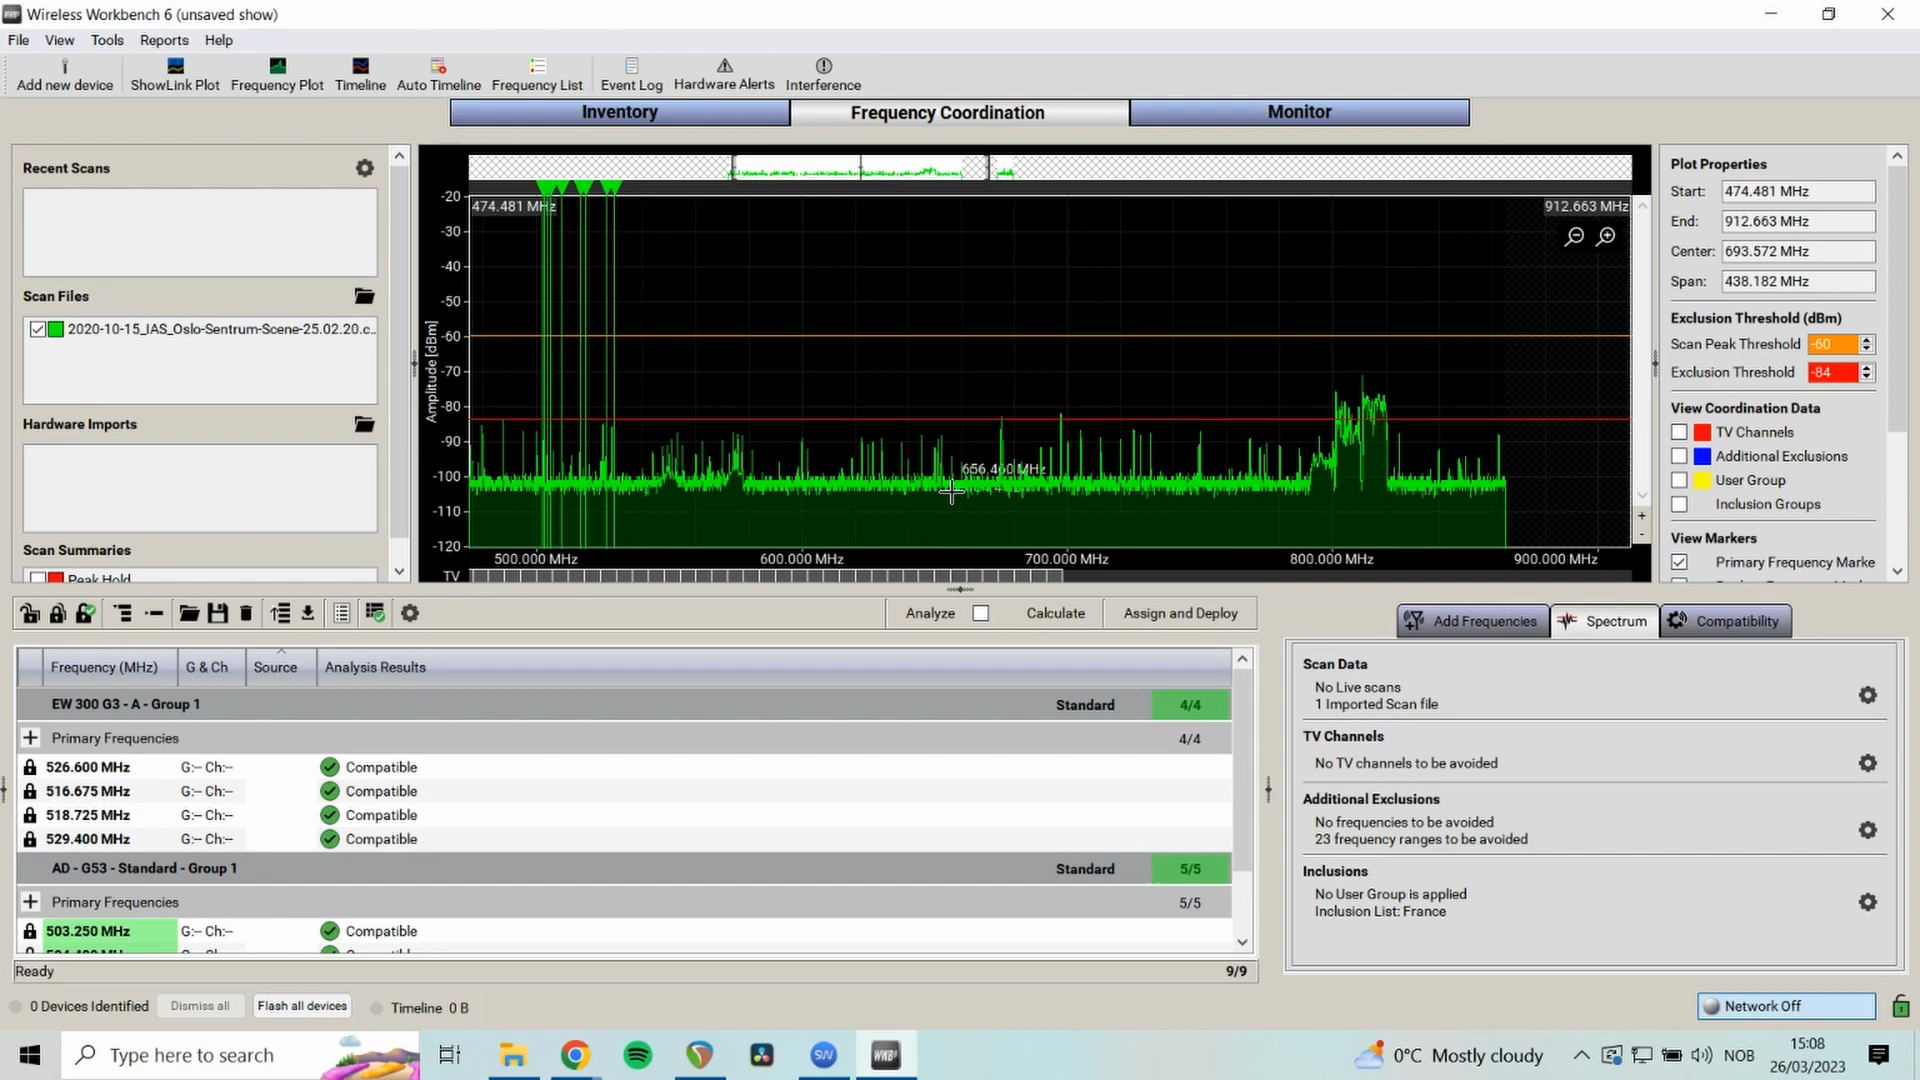 Wireless Workbench 6 (unsaved show)
File View Tools Reports Help
Add new device ShowLink Plot Frequency Plot Timeline Auto Timeline Frequency List Event Log Hardware Alerts Interference
Inventory Frequency Coordination Monitor
Recent Scans
Scan Files
2020-10-15_IAS_Oslo-Sentrum-Scene-25.02.20.c...
Hardware Imports
Scan Summaries
Peak Hold
474.481 MHz 912.663 MHz
Amplitude [dBm]
-20
-30
-40
-50
-60
-70
-80
-90
-100
-110
-120
656.460 MHz
500.000 MHz 600.000 MHz 700.000 MHz 800.000 MHz 900.000 MHz
TV
Plot Properties
Start: 474.481 MHz
End: 912.663 MHz
Center: 693.572 MHz
Span: 438.182 MHz
Exclusion Threshold (dBm)
Scan Peak Threshold -60
Exclusion Threshold -84
View Coordination Data
TV Channels
Additional Exclusions
User Group
Inclusion Groups
View Markers
Primary Frequency Marke
Analyze Calculate Assign and Deploy
Frequency (MHz) G & Ch Source Analysis Results
EW 300 G3 - A - Group 1 Standard 4/4
Primary Frequencies 4/4
526.600 MHz G:-- Ch:-- Compatible
516.675 MHz G:-- Ch:-- Compatible
518.725 MHz G:-- Ch:-- Compatible
529.400 MHz G:-- Ch:-- Compatible
AD - G53 - Standard - Group 1 Standard 5/5
Primary Frequencies 5/5
503.250 MHz G:-- Ch:-- Compatible
Ready 9/9
Add Frequencies Spectrum Compatibility
Scan Data
No Live scans
1 Imported Scan file
TV Channels
No TV channels to be avoided
Additional Exclusions
No frequencies to be avoided
23 frequency ranges to be avoided
Inclusions
No User Group is applied
Inclusion List: France
0 Devices Identified Dismiss all Flash all devices Timeline 0 B
Network Off
Type here to search
SW
WWB6
0°C Mostly cloudy
NOB
15:08
26/03/2023